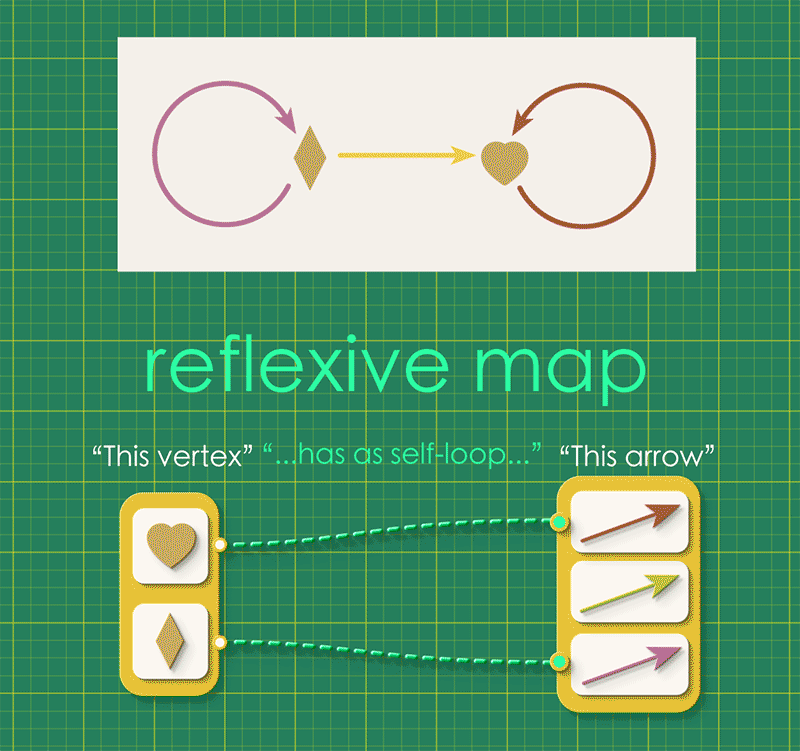 reflexive map
“This vertex” “...has as self-loop...” “This arrow”